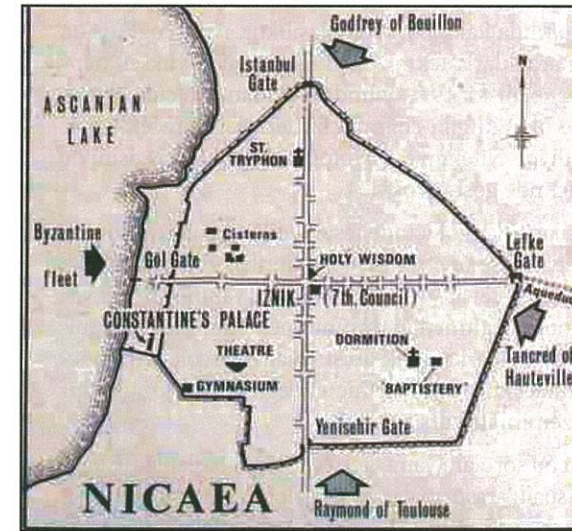 Godfrey of Bouillon
Istanbul
Gate
N
ASCANIAN
LAKE
ST.
TRYPHON
Byzantine
fleet
Cisterns
Gol Gate
HOLY WISDOM
Lefke
Gate
Aqueduc
IZNIK
(7th. Council)
CONSTANTINE'S PALACE
THEATRE
GYMNASIUM
DORMITION
"BAPTISTERY"
Tancred of
Hauteville
Yenisehir Gate
NICAEA
Raymond of Toulouse